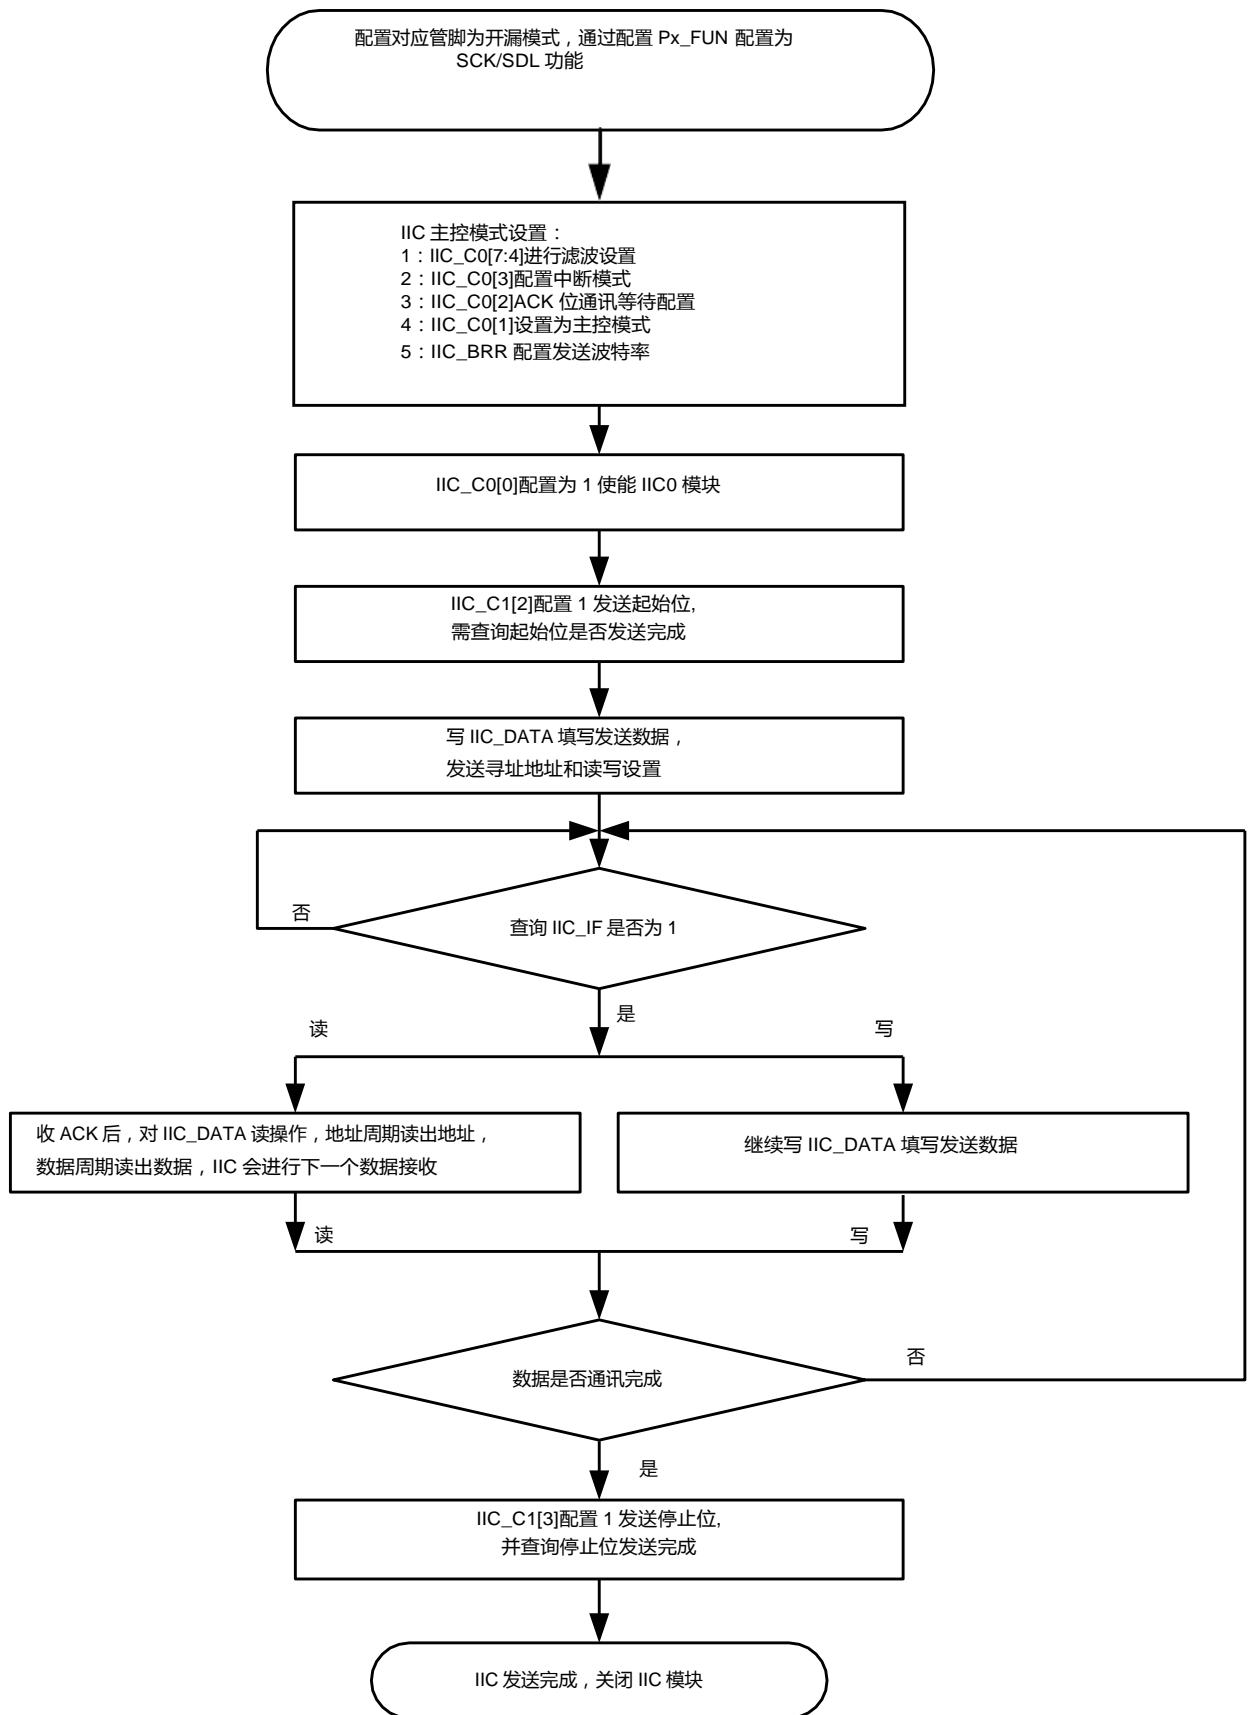 配置对应管脚为开漏模式，通过配置 Px_FUN 配置为
SCK/SDL 功能
IIC 主控模式设置：
1：IIC_C0[7:4]进行滤波设置
2：IIC_C0[3]配置中断模式
3：IIC_C0[2]ACK 位通讯等待配置
4：IIC_C0[1]设置为主控模式
5：IIC_BRR 配置发送波特率
IIC_C0[0]配置为 1 使能 IIC0 模块
IIC_C1[2]配置 1 发送起始位,
需查询起始位是否发送完成
写 IIC_DATA 填写发送数据，
发送寻址地址和读写设置
否
查询 IIC_IF 是否为 1
是
读
写
收 ACK 后，对 IIC_DATA 读操作，地址周期读出地址，
数据周期读出数据，IIC 会进行下一个数据接收
继续写 IIC_DATA 填写发送数据
读
写
数据是否通讯完成
否
是
IIC_C1[3]配置 1 发送停止位,
并查询停止位发送完成
IIC 发送完成，关闭 IIC 模块